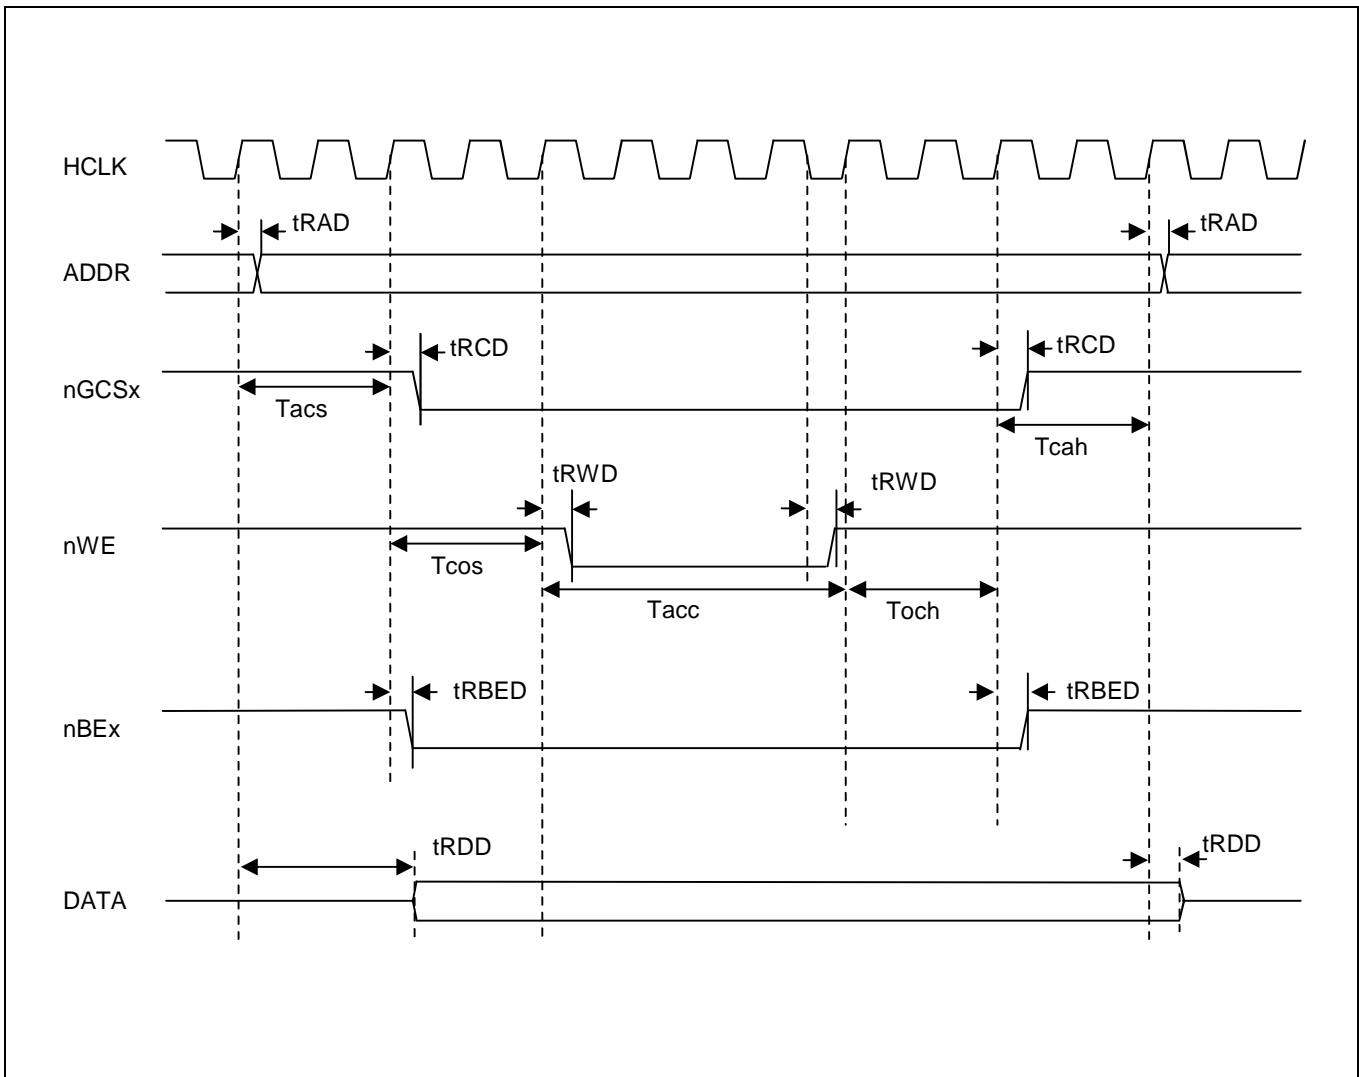 HCLK
tRAD
tRAD
ADDR
tRCD
tRCD
nGCSx
Tacs
Tcah
tRWD
tRWD
nWE
Tcos
Tacc
Toch
tRBED
tRBED
nBEx
tRDD
tRDD
DATA